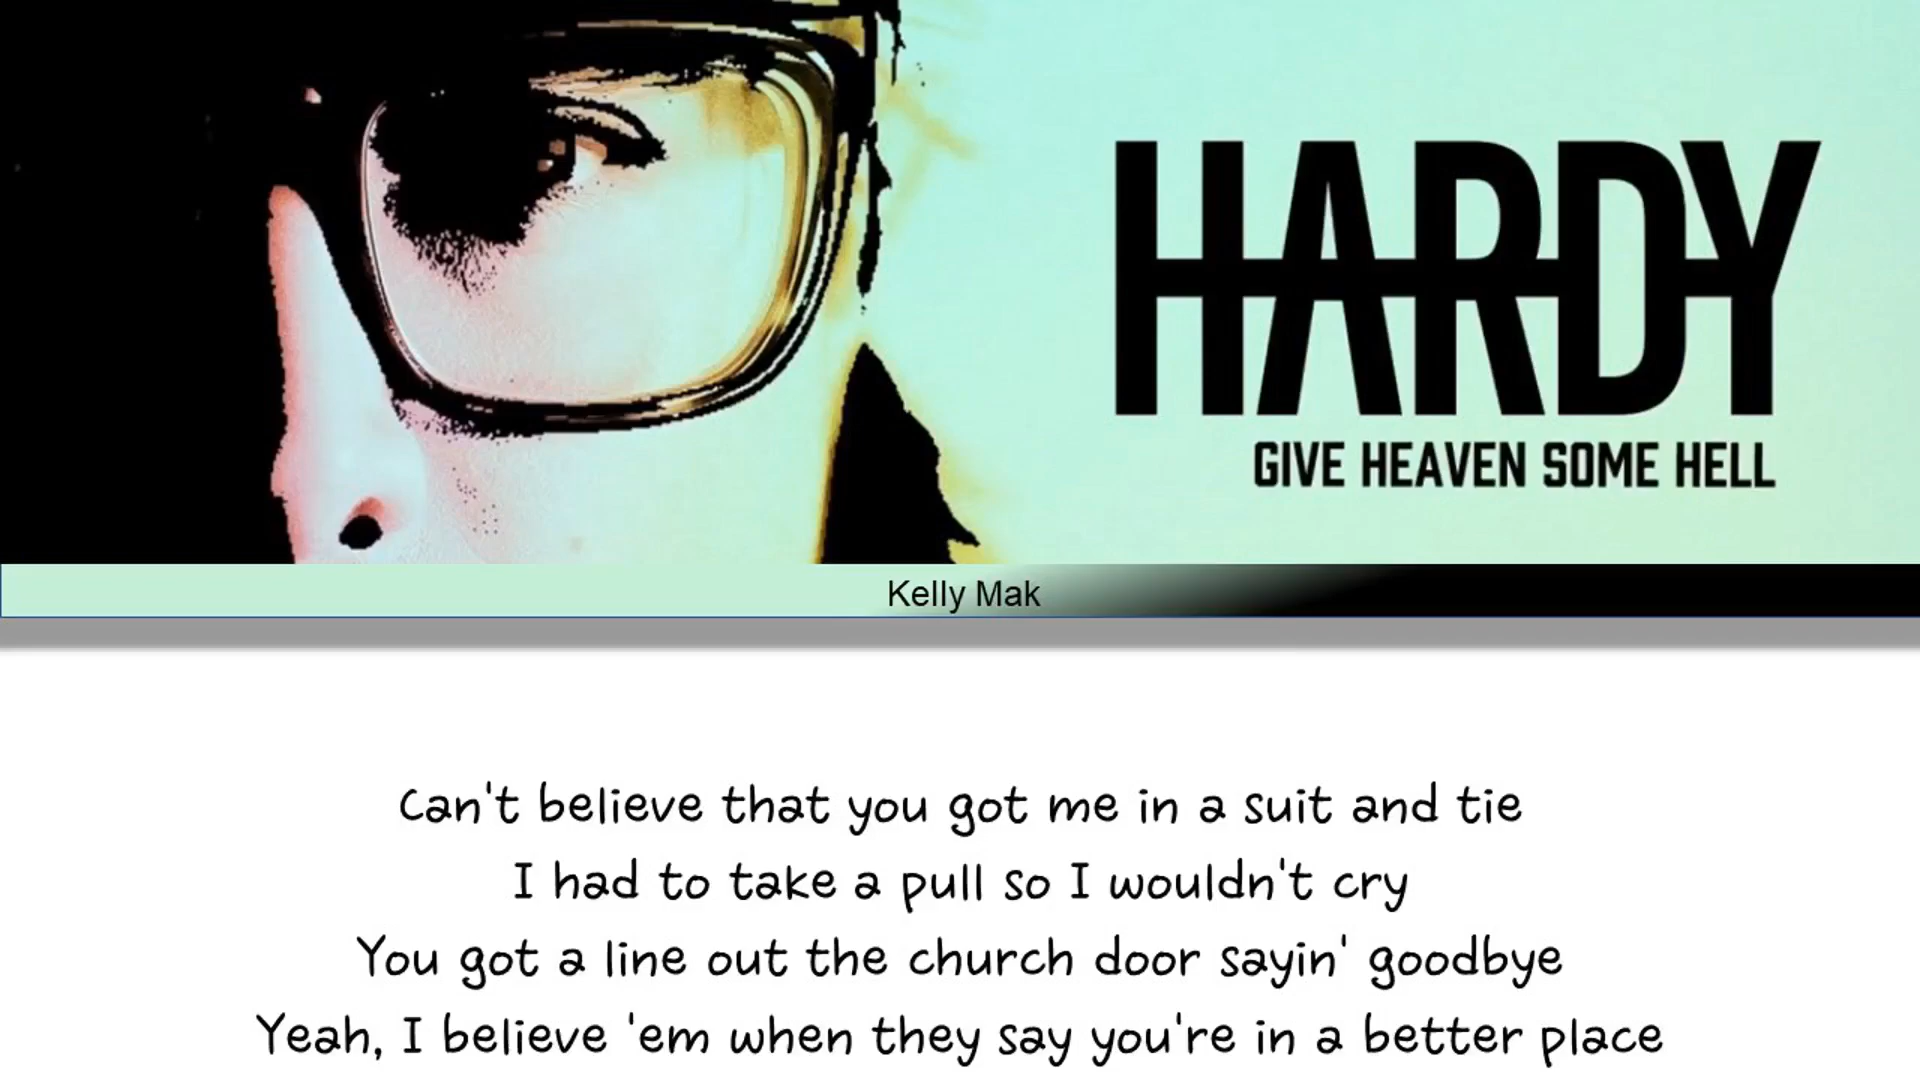 HARDY
GIVE HEAVEN SOME HELL
Kelly Mak
Can't believe that you got me in a suit and tie
I had to take a pull so I wouldn't cry
You got a line out the church door sayin' goodbye
Yeah, I believe 'em when they say you're in a better place